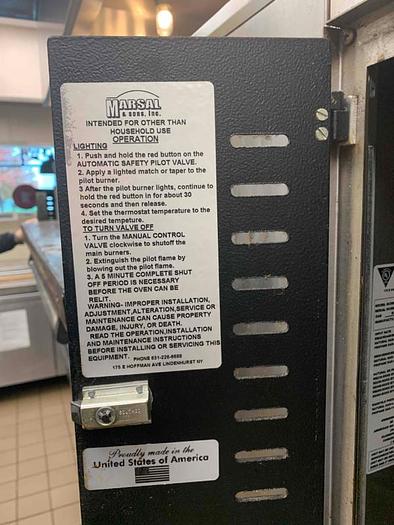 MARSAL
& sons, Inc.
INTENDED FOR OTHER THAN
HOUSEHOLD USE
OPERATION
LIGHTING
1. Push and hold the red button on the
AUTOMATIC SAFETY PILOT VALVE.
2. Apply a lighted match or taper to the
pilot burner.
3 After the pilot burner lights, continue to
hold the red button in for about 30
seconds and then release.
4. Set the thermostat temperature to the
desired tempeture.
TO TURN VALVE OFF
1. Turn the MANUAL CONTROL
VALVE clockwise to shutoff the
main burners.
2. Extinguish the pilot flame by
blowing out the pilot flame.
3. A 5 MINUTE COMPLETE SHUT
OFF PERIOD IS NECESSARY
BEFORE THE OVEN CAN BE
RELIT.
WARNING- IMPROPER INSTALLATION,
ADJUSTMENT,ALTERATION,SERVICE OR
MAINTENANCE CAN CAUSE PROPERTY
DAMAGE, INJURY, OR DEATH.
READ THE OPERATION,INSTALLATION
AND MAINTENANCE INSTRUCTIONS
BEFORE INSTALLING OR SERVICING THIS
EQUIPMENT. PHONE 631-226-6688
175 E HOFFMAN AVE LINDENHURST NY
Proudly made in the
United States of America